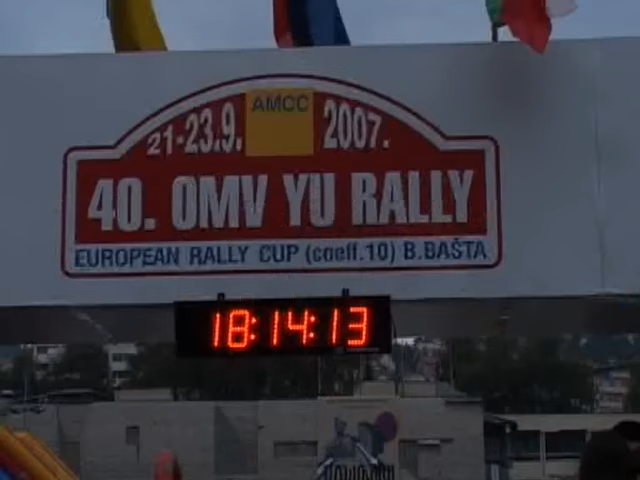 AMCC
21-23.9. 2007.
40. OMV YU RALLY
EUROPEAN RALLY CUP (coeff.10) B.BAŠTA
18:14:13